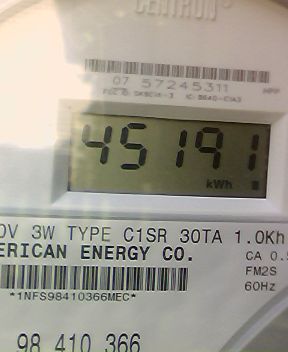 CENTRON®
07 57245311
45191
kWh
0V 3W TYPE C1SR 30TA 1.0Kh
ERICAN ENERGY CO.
CA 0.5
FM2S
*1NFS98410366MEC*
60Hz
98 410 366